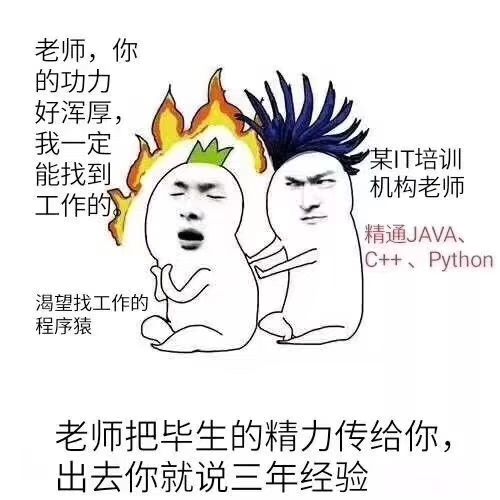 老师，你
的功力
好浑厚，
我一定
能找到
工作的。
某IT培训
机构老师
精通JAVA、
C++ 、Python
渴望找工作的
程序猿
老师把毕生的精力传给你，
出去你就说三年经验